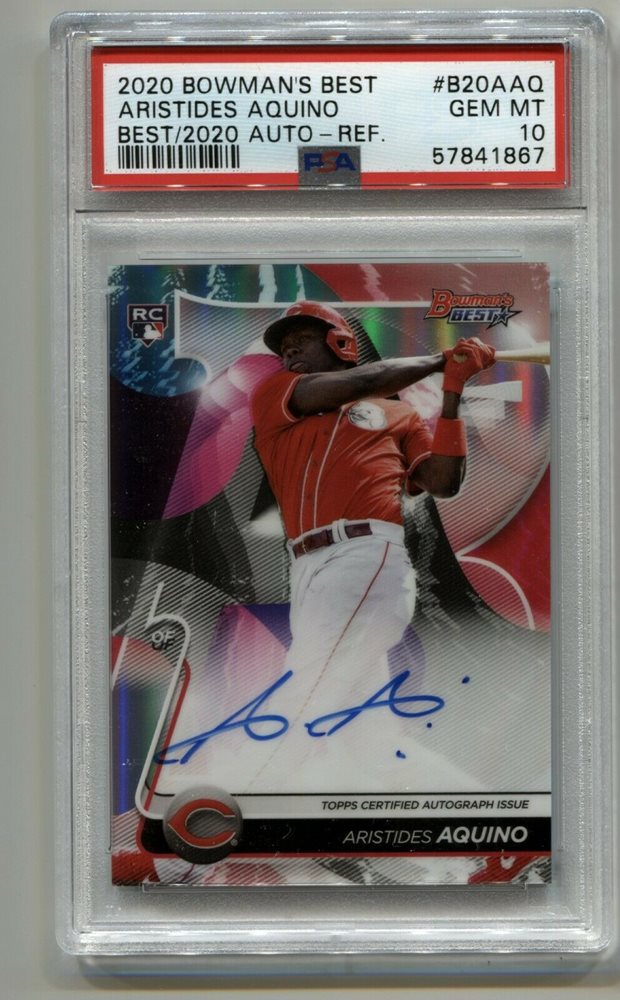 2020 BOWMAN'S BEST #B20AAQ
ARISTIDES AQUINO GEM MT
BEST/2020 AUTO-REF. 10
PSA 57841867
RC
Bowman's
BEST
OF
TOPPS CERTIFIED AUTOGRAPH ISSUE
C
ARISTIDES AQUINO